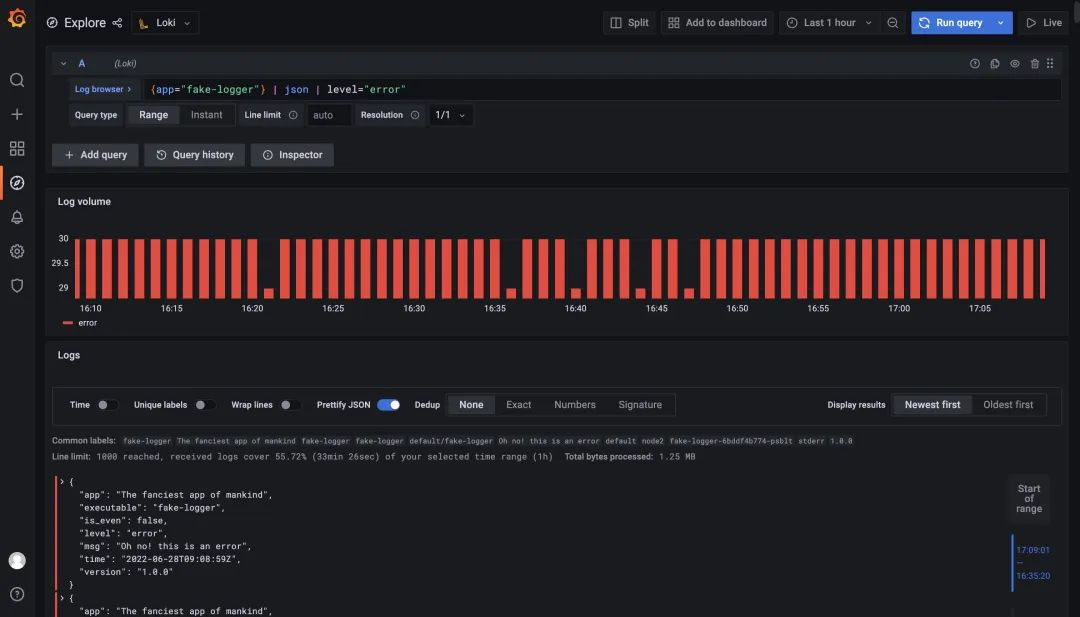 Explore Loki Split Add to dashboard Last 1 hour Run query Live
A (Loki)
Log browser › {app="fake-logger"} | json | level="error"
Query type Range Instant Line limit auto Resolution 1/1
+ Add query Query history Inspector
Log volume
30
29.5
29
16:10 16:15 16:20 16:25 16:30 16:35 16:40 16:45 16:50 16:55 17:00 17:05
error
Logs
Time Unique labels Wrap lines Prettify JSON Dedup None Exact Numbers Signature Display results Newest first Oldest first
Common labels: fake-logger The fanciest app of mankind fake-logger fake-logger default/fake-logger Oh no! this is an error default node2 fake-logger-6bddf4b774-psblt stderr 1.0.0
Line limit: 1000 reached, received logs cover 55.72% (33min 26sec) of your selected time range (1h) Total bytes processed: 1.25 MB
> {
"app": "The fanciest app of mankind",
"executable": "fake-logger",
"is_even": false,
"level": "error",
"msg": "Oh no! this is an error",
"time": "2022-06-28T09:08:59Z",
"version": "1.0.0"
}
> {
"app": "The fanciest app of mankind",
Start
of
range
17:09:01
—
16:35:20